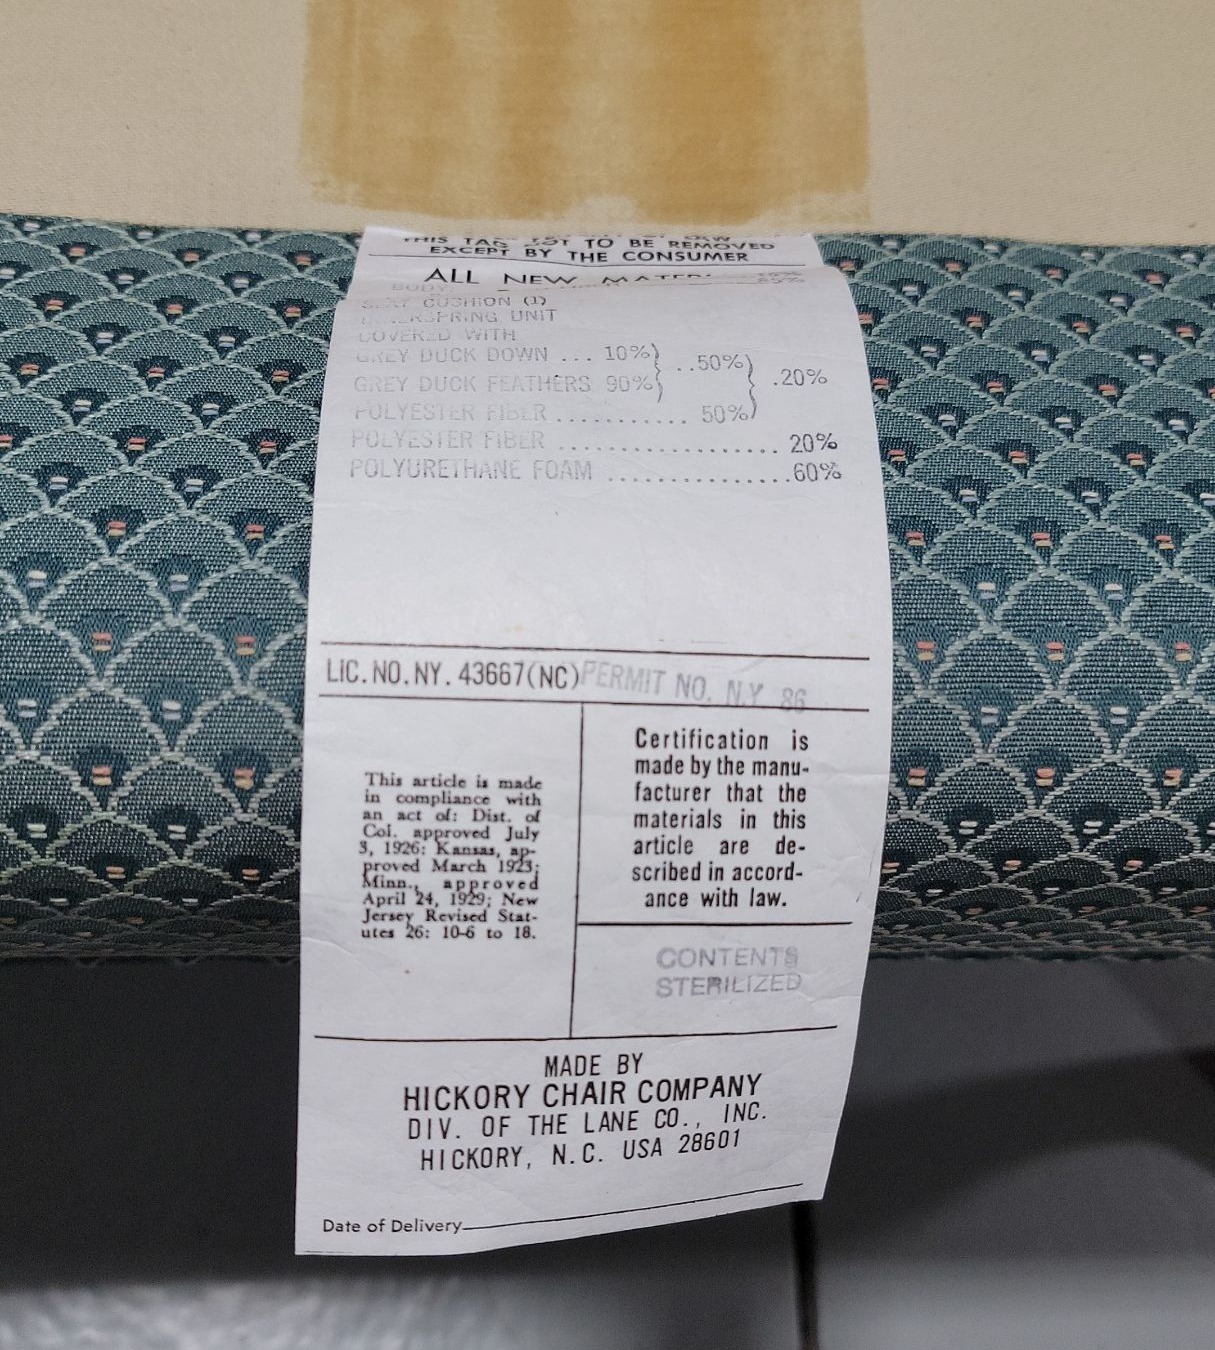 THIS TAG NOT TO BE REMOVED
EXCEPT BY THE CONSUMER
ALL NEW
BODY:
SEAT CUSHION (1)
INNERSPRING UNIT
COVERED WITH
GREY DUCK DOWN ... 10%} ..50%} .20%
GREY DUCK FEATHERS 90%}
POLYESTER FIBER .......... 50%}
POLYESTER FIBER ................. 20%
POLYURETHANE FOAM ..............60%
LIC. NO. NY. 43667(NC) PERMIT NO. N.Y 86
This article is made
in compliance with
an act of: Dist. of
Col. approved July
3, 1926; Kansas, ap-
proved March 1923;
Minn., approved
April 24, 1929; New
Jersey Revised Stat-
utes 26: 10-6 to 18.
Certification is
made by the manu-
facturer that the
materials in this
article are de-
scribed in accord-
ance with law.
CONTENTS
STERILIZED
MADE BY
HICKORY CHAIR COMPANY
DIV. OF THE LANE CO., INC.
HICKORY, N.C. USA 28601
Date of Delivery